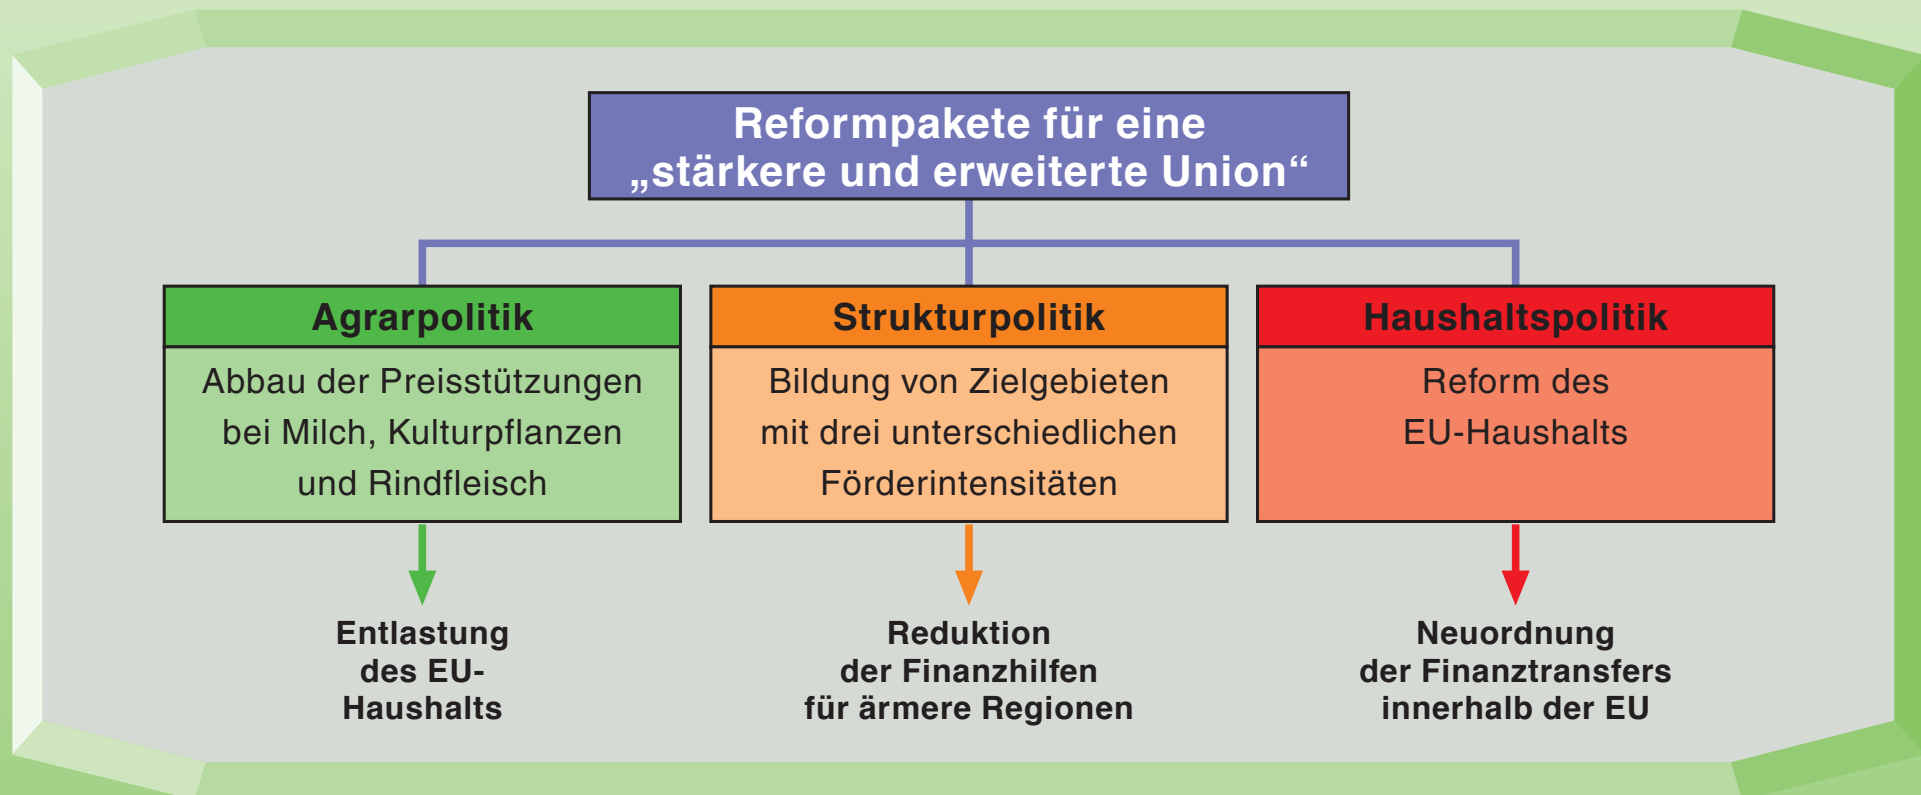 Reformpakete für eine
„stärkere und erweiterte Union“
Agrarpolitik
Abbau der Preisstützungen
bei Milch, Kulturpflanzen
und Rindfleisch
Entlastung
des EU-
Haushalts
Strukturpolitik
Bildung von Zielgebieten
mit drei unterschiedlichen
Förderintensitäten
Reduktion
der Finanzhilfen
für ärmere Regionen
Haushaltspolitik
Reform des
EU-Haushalts
Neuordnung
der Finanztransfers
innerhalb der EU